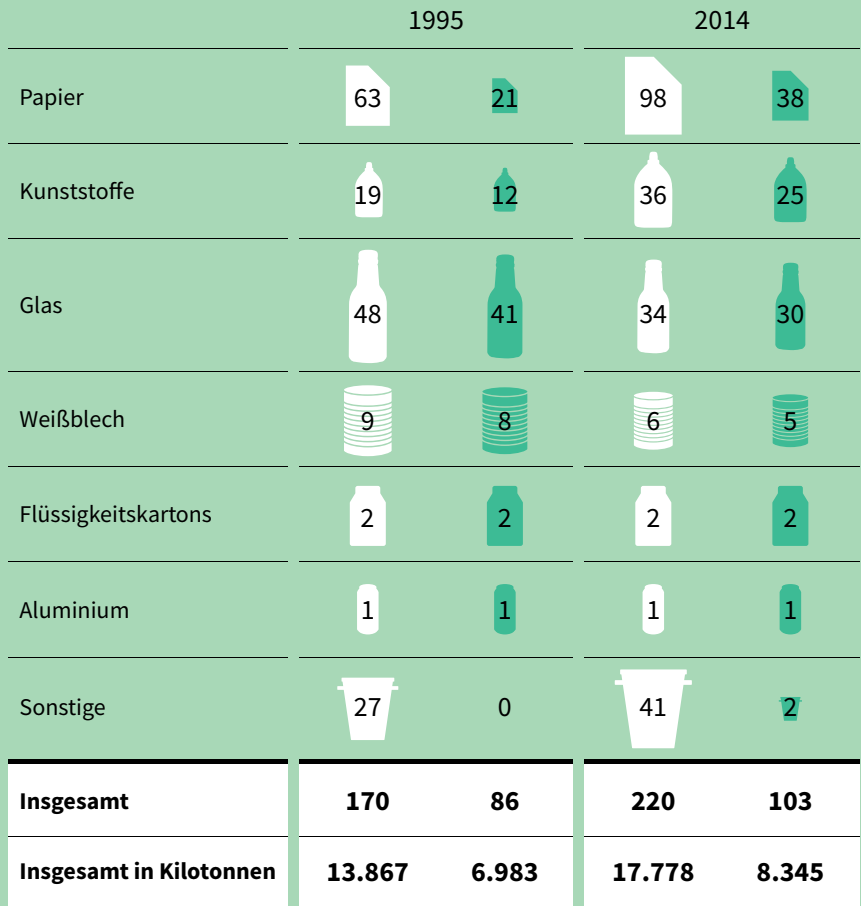 1995 2014
Papier 63 21 98 38
Kunststoffe 19 12 36 25
Glas 48 41 34 30
Weißblech 9 8 6 5
Flüssigkeitskartons 2 2 2 2
Aluminium 1 1 1 1
Sonstige 27 0 41 2
Insgesamt 170 86 220 103
Insgesamt in Kilotonnen 13.867 6.983 17.778 8.345